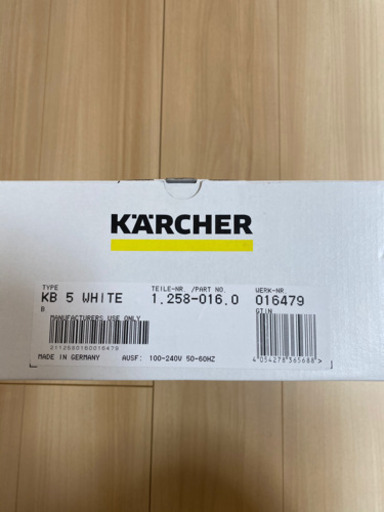 KÄRCHER
TYPE TEILE-NR. /PART NO. WERK-NR.
KB 5 WHITE 1.258-016.0 016479
B GTIN
MANUFACTURERS USE ONLY
MADE IN GERMANY AUSF: 100-240V 50-60HZ 4 054278 365688 >